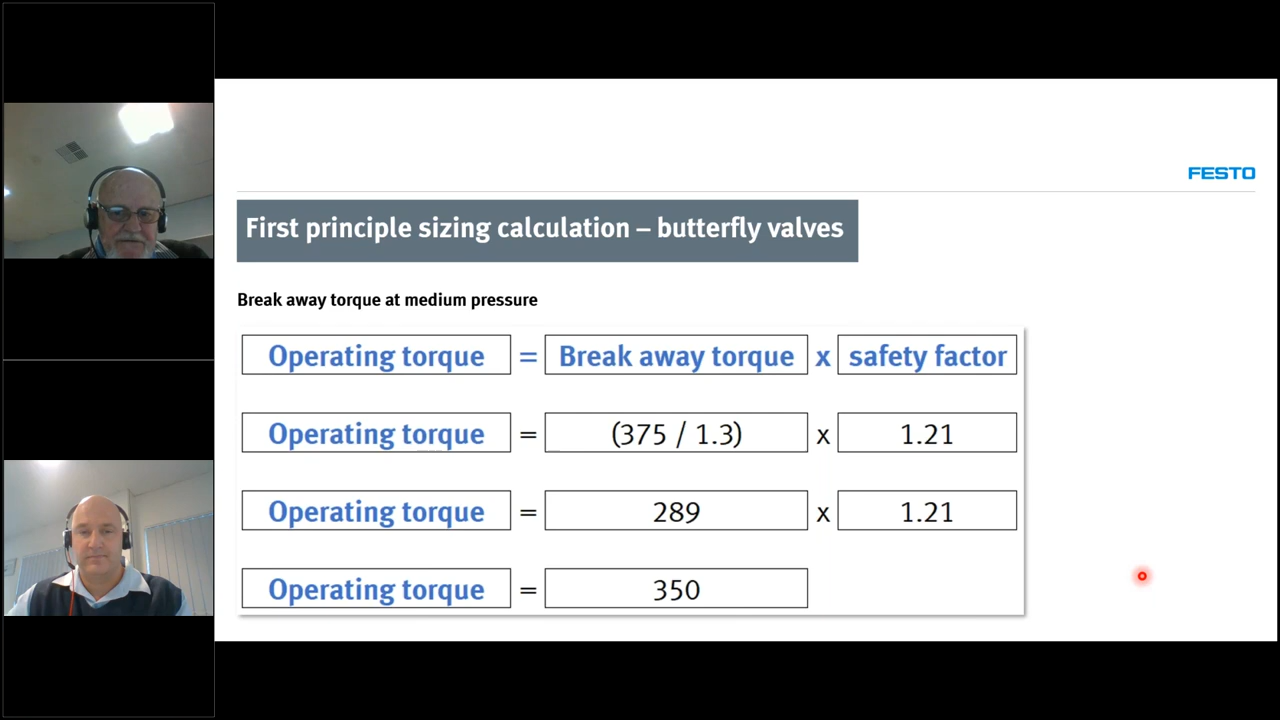 FESTO
First principle sizing calculation – butterfly valves
Break away torque at medium pressure
Operating torque = Break away torque x safety factor
Operating torque = (375 / 1.3) x 1.21
Operating torque = 289 x 1.21
Operating torque = 350